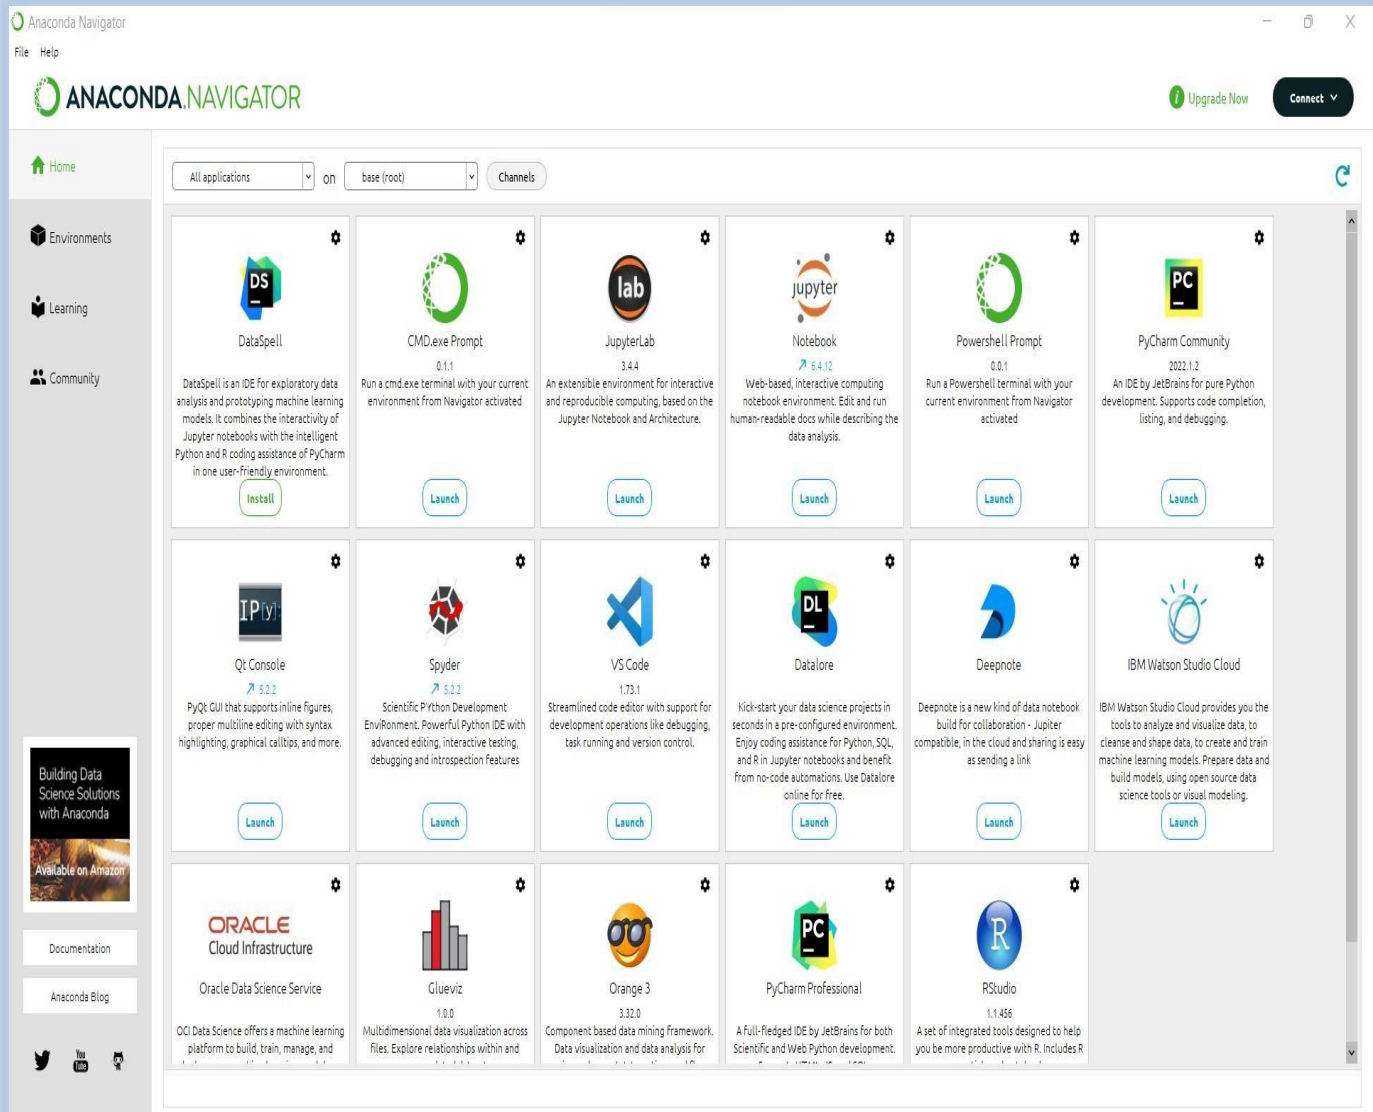 Anaconda Navigator
File Help
ANACONDA.NAVIGATOR
Upgrade Now
Connect
Home
Environments
Learning
Community
All applications
on
base (root)
Channels
DS
DataSpell
DataSpell is an IDE for exploratory data
analysis and prototyping machine learning
models. It combines the interactivity of
Jupyter notebooks with the intelligent
Python and R coding assistance of PyCharm
in one user-friendly environment.
Install
CMD.exe Prompt
0.1.1
Run a cmd.exe terminal with your current
environment from Navigator activated
Launch
lab
JupyterLab
3.4.4
An extensible environment for interactive
and reproducible computing, based on the
Jupyter Notebook and Architecture.
Launch
jupyter
Notebook
6.4.12
Web-based, interactive computing
notebook environment. Edit and run
human-readable docs while describing the
data analysis.
Launch
Powershell Prompt
0.0.1
Run a Powershell terminal with your
current environment from Navigator
activated
Launch
PC
PyCharm Community
2022.1.2
An IDE by JetBrains for pure Python
development. Supports code completion,
listing, and debugging.
Launch
IP[y]:
Qt Console
5.2.2
PyQt GUI that supports inline figures,
proper multiline editing with syntax
highlighting, graphical calltips, and more.
Launch
Spyder
5.2.2
Scientific PYthon Development
EnviRonment. Powerful Python IDE with
advanced editing, interactive testing,
debugging and introspection features
Launch
VS Code
1.73.1
Streamlined code editor with support for
development operations like debugging,
task running and version control.
Launch
DL
Datalore
Kick-start your data science projects in
seconds in a pre-configured environment.
Enjoy coding assistance for Python, SQL,
and R in Jupyter notebooks and benefit
from no-code automations. Use Datalore
online for free.
Launch
Deepnote
Deepnote is a new kind of data notebook
build for collaboration - Jupiter
compatible, in the cloud and sharing is easy
as sending a link
Launch
IBM Watson Studio Cloud
IBM Watson Studio Cloud provides you the
tools to analyze and visualize data, to
cleanse and shape data, to create and train
machine learning models. Prepare data and
build models, using open source data
science tools or visual modeling.
Launch
ORACLE
Cloud Infrastructure
Oracle Data Science Service
OCI Data Science offers a machine learning
platform to build, train, manage, and
Glueviz
1.0.0
Multidimensional data visualization across
files. Explore relationships within and
Orange 3
3.32.0
Component based data mining framework.
Data visualization and data analysis for
PC
PyCharm Professional
A full-fledged IDE by JetBrains for both
Scientific and Web Python development.
R
RStudio
1.1.456
A set of integrated tools designed to help
you be more productive with R. Includes R
Building Data
Science Solutions
with Anaconda
Available on Amazon
Documentation
Anaconda Blog
You
Tube